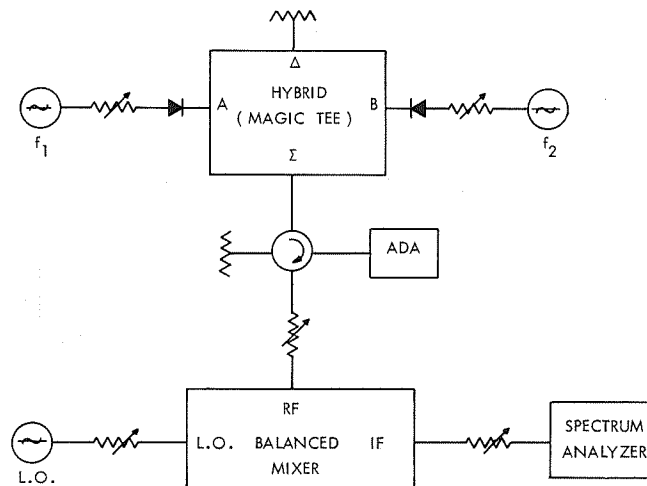 Δ
HYBRID
( MAGIC TEE )
A
B
Σ
f1
f2
ADA
RF
L.O.
BALANCED
MIXER
IF
L.O.
SPECTRUM
ANALYZER